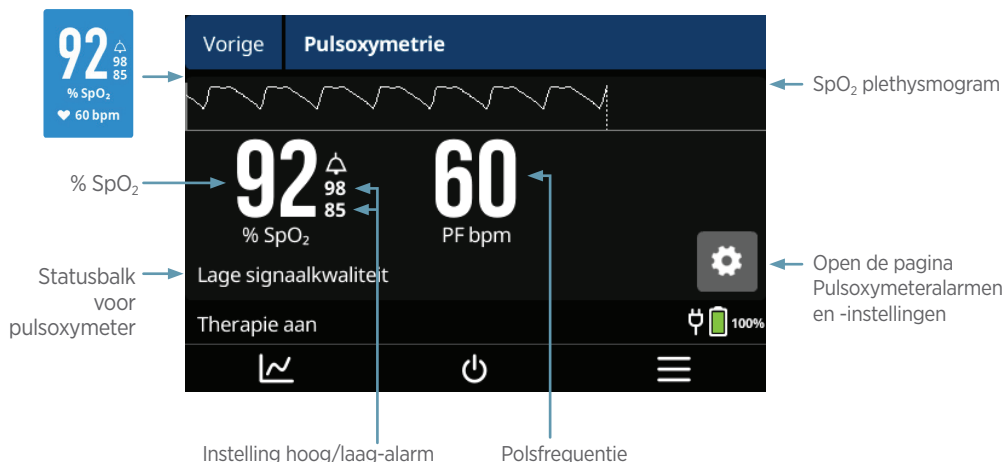 92
98
85
% SpO₂
60 bpm
Vorige
Pulsoxymetrie
SpO₂ plethysmogram
% SpO₂
92
98
85
% SpO₂
60
PF bpm
Statusbalk
voor
pulsoxymeter
Lage signaalkwaliteit
Open de pagina
Pulsoxymeteralarmen
en -instellingen
Therapie aan
100%
Instelling hoog/laag-alarm
Polsfrequentie